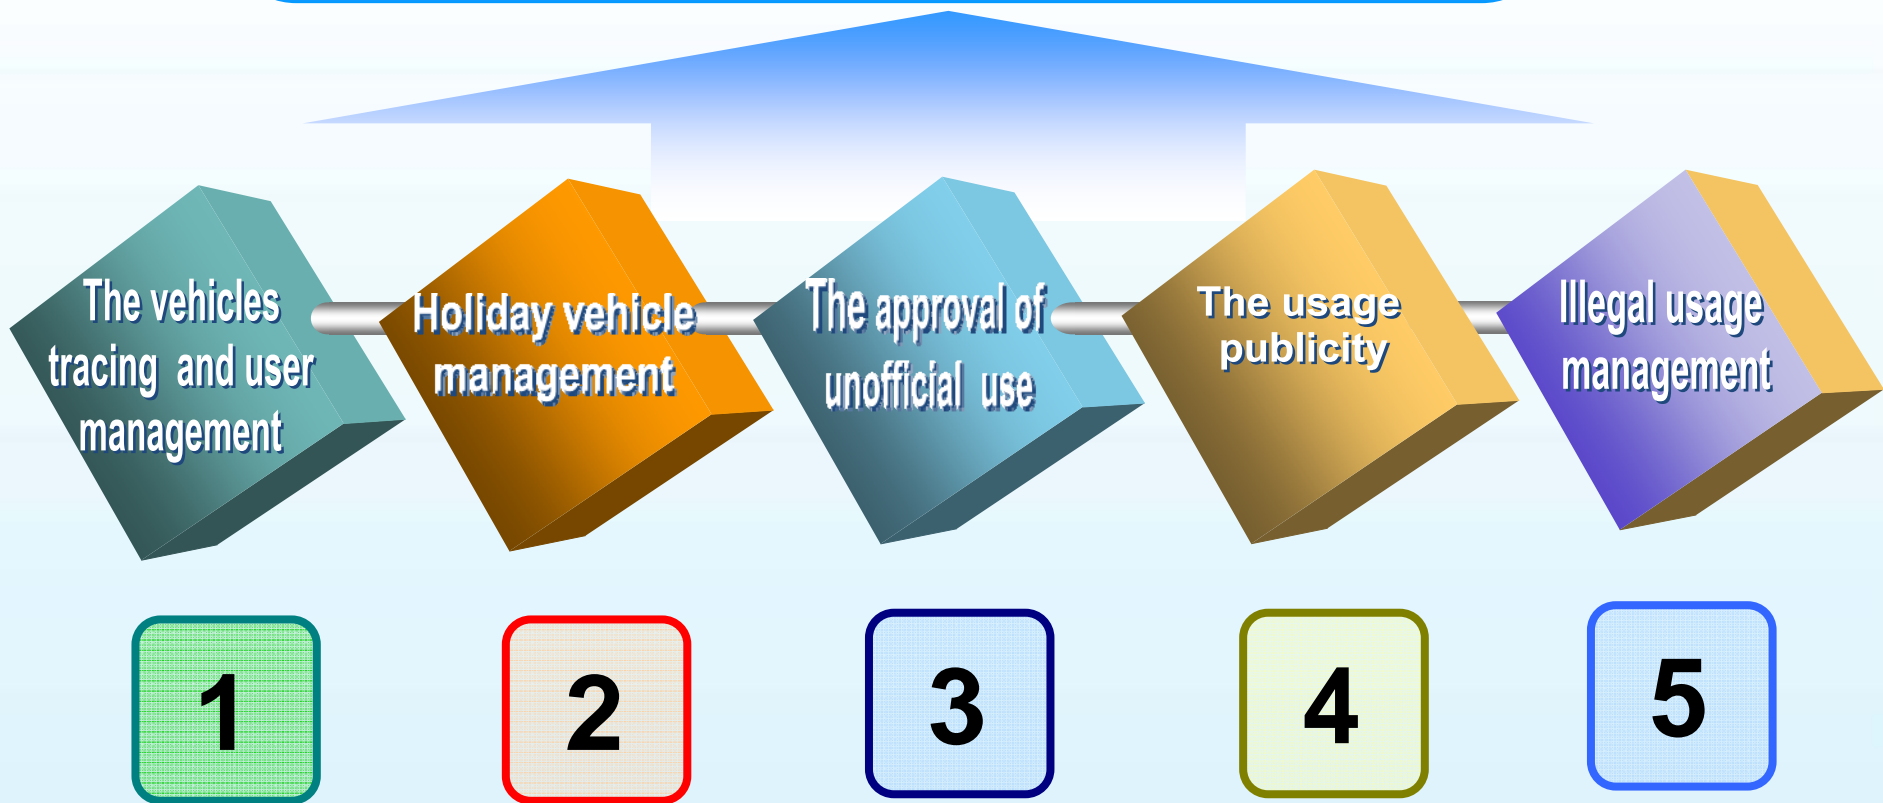 The vehicles
tracing and user
management
Holiday vehicle
management
The approval of
unofficial use
The usage
publicity
Illegal usage
management
1
2
3
4
5